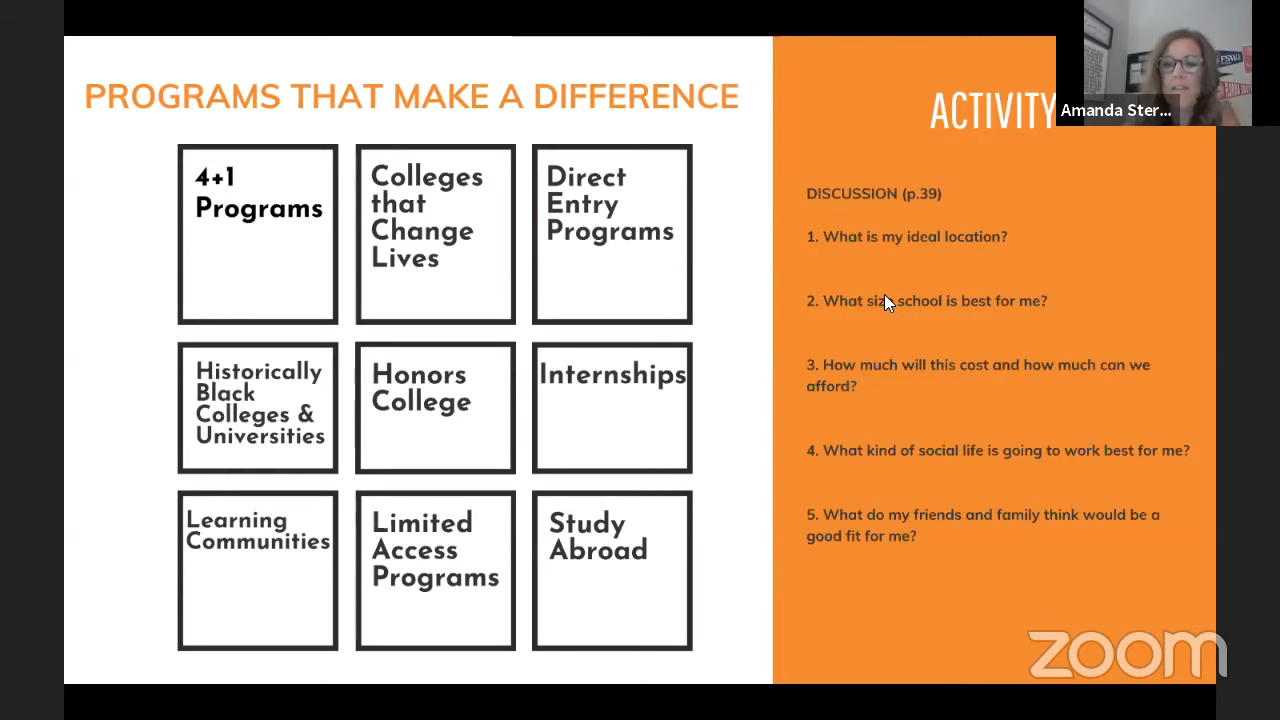 PROGRAMS THAT MAKE A DIFFERENCE
4+1
Programs
Colleges
that
Change
Lives
Direct
Entry
Programs
Historically
Black
Colleges &
Universities
Honors
College
Internships
Learning
Communities
Limited
Access
Programs
Study
Abroad
ACTIVITY
Amanda Ster...
FSW
DISCUSSION (p.39)
1. What is my ideal location?
2. What size school is best for me?
3. How much will this cost and how much can we
afford?
4. What kind of social life is going to work best for me?
5. What do my friends and family think would be a
good fit for me?
zoom